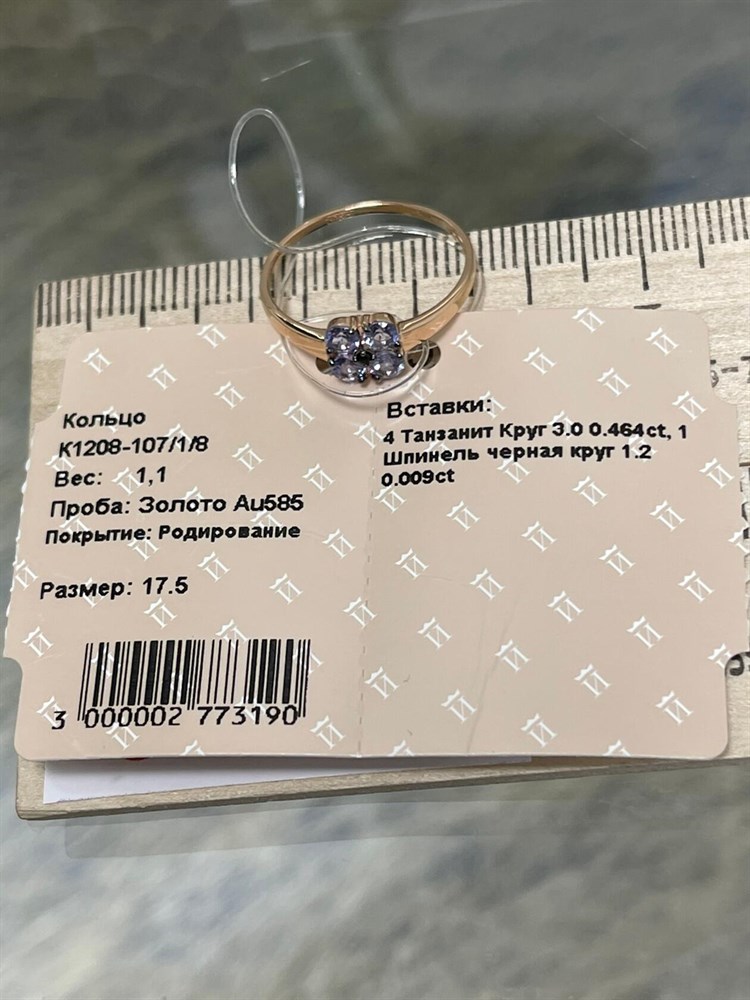 Кольцо
К1208-107/1/8
Вес: 1,1
Проба: Золото Au585
Покрытие: Родирование
Размер: 17.5
3 000002 773190
Вставки:
4 Танзанит Круг 3.0 0.464ct, 1
Шпинель черная круг 1.2
0.009ct